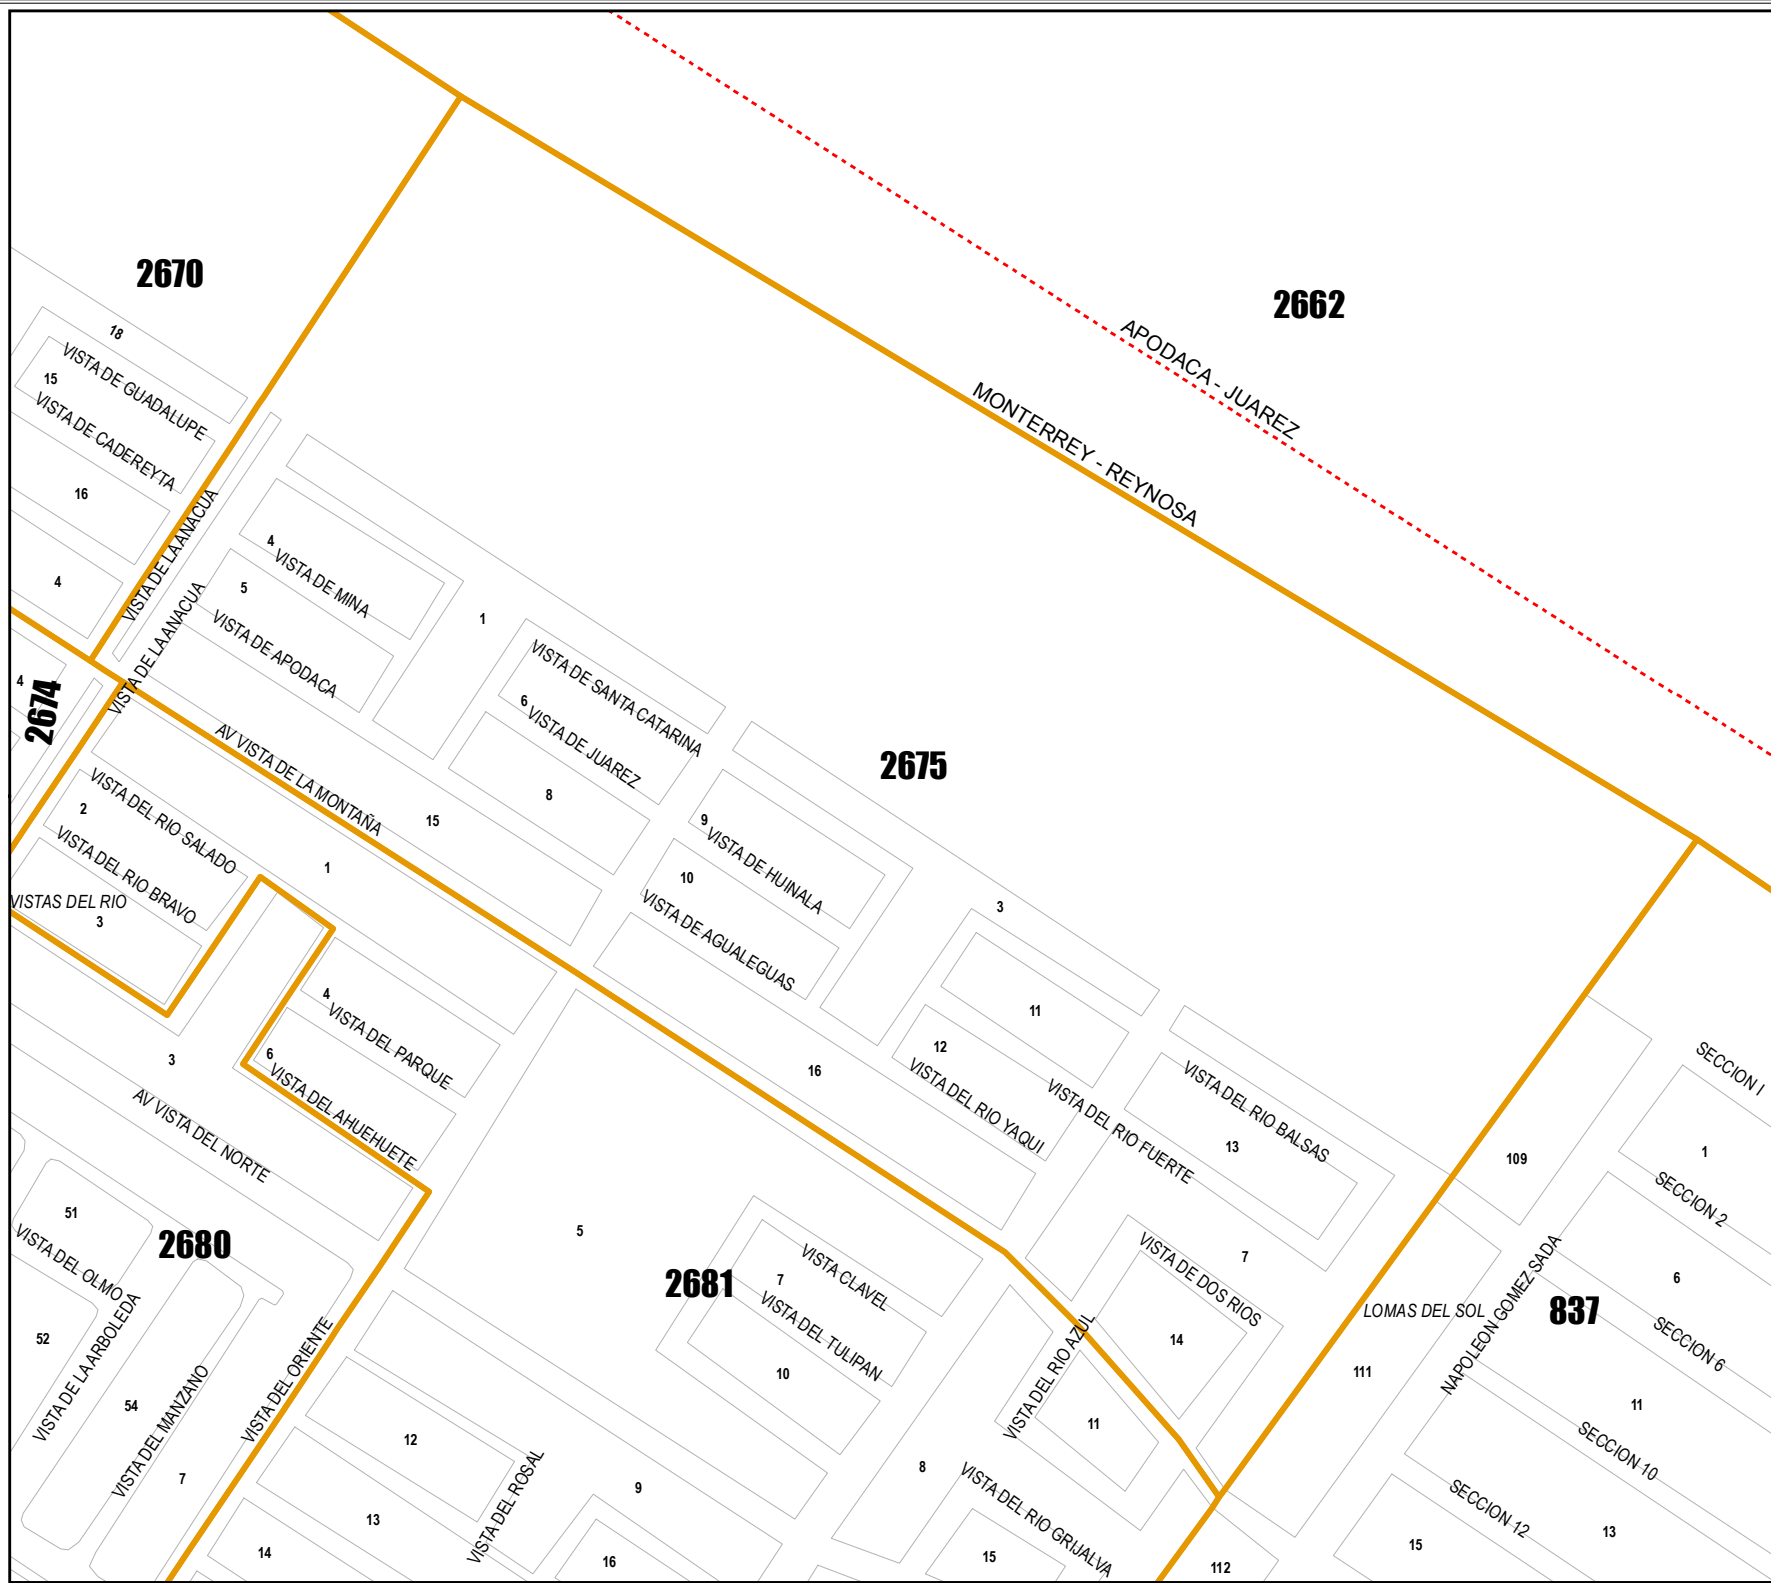 2670
2662
APODACA - JUAREZ
MONTERREY - REYNOSA
18
VISTA DE GUADALUPE
15
VISTA DE CADEREYTA
16
4
VISTA DE LA ANACUA
VISTA DE LA ANACUA
4
VISTA DE MINA
5
VISTA DE APODACA
1
VISTA DE SANTA CATARINA
6
VISTA DE JUAREZ
8
4
2674
AV VISTA DE LA MONTAÑA
15
2675
9
VISTA DE HUINALA
10
VISTA DE AGUALEGUAS
2
VISTA DEL RIO SALADO
VISTA DEL RIO BRAVO
1
VISTAS DEL RIO
3
3
11
12
VISTA DEL RIO YAQUI
VISTA DEL RIO FUERTE
VISTA DEL RIO BALSAS
13
16
4
VISTA DEL PARQUE
6
VISTA DEL AHUEHUETE
3
AV VISTA DEL NORTE
SECCION I
1
109
SECCION 2
51
VISTA DEL OLMO
2680
5
2681
7
VISTA CLAVEL
VISTA DEL TULIPAN
10
VISTA DE DOS RIOS
7
14
LOMAS DEL SOL
837
NAPOLEON GOMEZ SADA
6
SECCION 6
52
VISTA DE LA ARBOLEDA
54
VISTA DEL MANZANO
VISTA DEL ORIENTE
7
VISTA DEL RIO AZUL
11
111
11
SECCION 10
12
VISTA DEL ROSAL
13
14
9
16
8
VISTA DEL RIO GRIJALVA
15
112
SECCION 12
15
13